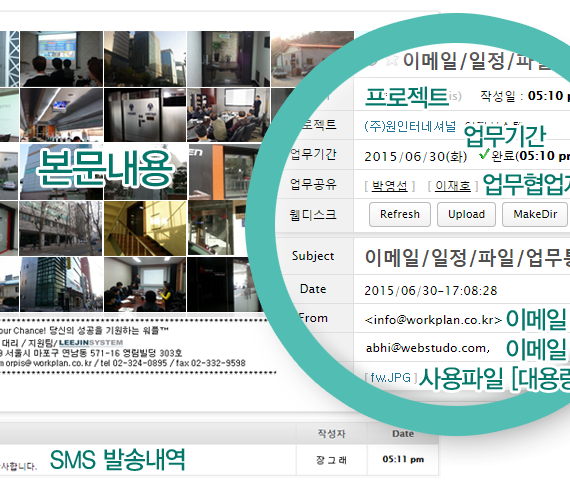 이메일/일정/파일
프로젝트 is) 작성일 : 05:10
로젝트 (주)원인터네셔널
업무기간
업무기간 2015/06/30(화) 완료(05:10
업무공유 [ 박영섭 ] [ 이재호 ] 업무협업
웹디스크 Refresh Upload MakeDir
본문내용
Subject 이메일/일정/파일/업무통
Date 2015/06/30-17:08:28
From <info@workplan.co.kr> 이메일
abhi@webstudo.com, 이메일
[ fw.JPG ] 사용파일 [대용량
our Chance! 당신의 성공을 기원하는 워플™
대리 / 지원팀/ LEEJINSYSTEM
9 서울시 마포구 연남동 571-16 영림빌딩 303호
m orpis@workplan.co.kr / tel 02-324-0895 / fax 02-332-9598
작성자 Date
사합니다. SMS 발송내역 장그래 05:11 pm